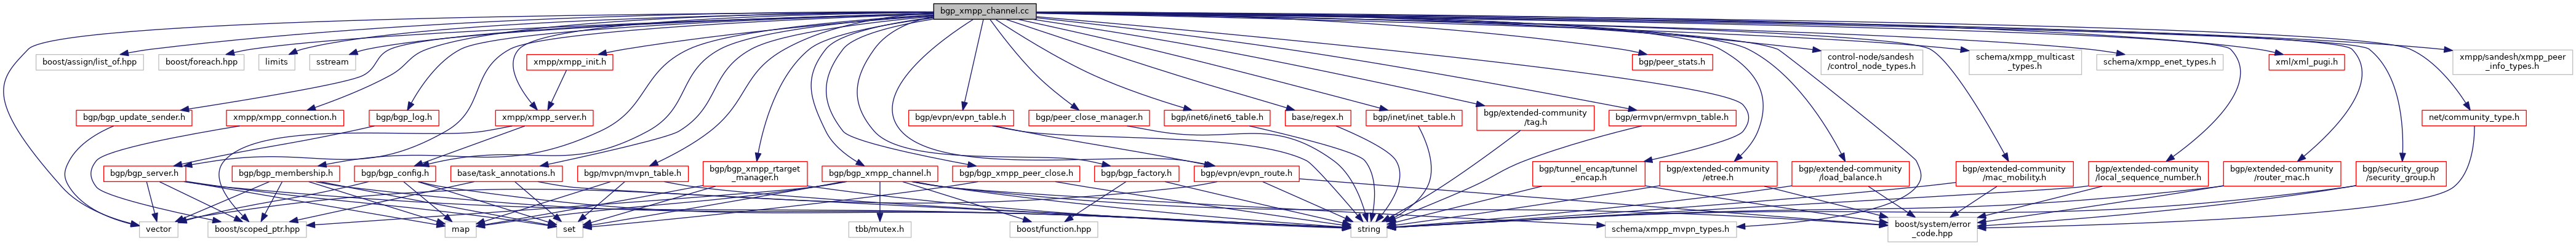 bgp_xmpp_channel.cc
boost/assign/list_of.hpp
boost/foreach.hpp
limits
sstream
xmpp/xmpp_init.h
bgp/peer_stats.h
control-node/sandesh
/control_node_types.h
schema/xmpp_multicast
_types.h
schema/xmpp_enet_types.h
xml/xml_pugi.h
xmpp/sandesh/xmpp_peer
_info_types.h
bgp/bgp_update_sender.h
xmpp/xmpp_connection.h
bgp/bgp_log.h
xmpp/xmpp_server.h
bgp/evpn/evpn_table.h
bgp/peer_close_manager.h
bgp/inet6/inet6_table.h
base/regex.h
bgp/inet/inet_table.h
bgp/extended-community
/tag.h
bgp/ermvpn/ermvpn_table.h
net/community_type.h
bgp/bgp_server.h
bgp/bgp_membership.h
bgp/bgp_config.h
base/task_annotations.h
bgp/mvpn/mvpn_table.h
bgp/bgp_xmpp_rtarget
_manager.h
bgp/bgp_xmpp_channel.h
bgp/bgp_xmpp_peer_close.h
bgp/bgp_factory.h
bgp/evpn/evpn_route.h
bgp/tunnel_encap/tunnel
_encap.h
bgp/extended-community
/etree.h
bgp/extended-community
/load_balance.h
bgp/extended-community
/mac_mobility.h
bgp/extended-community
/local_sequence_number.h
bgp/extended-community
/router_mac.h
bgp/security_group
/security_group.h
vector
boost/scoped_ptr.hpp
map
set
tbb/mutex.h
boost/function.hpp
string
schema/xmpp_mvpn_types.h
boost/system/error
_code.hpp